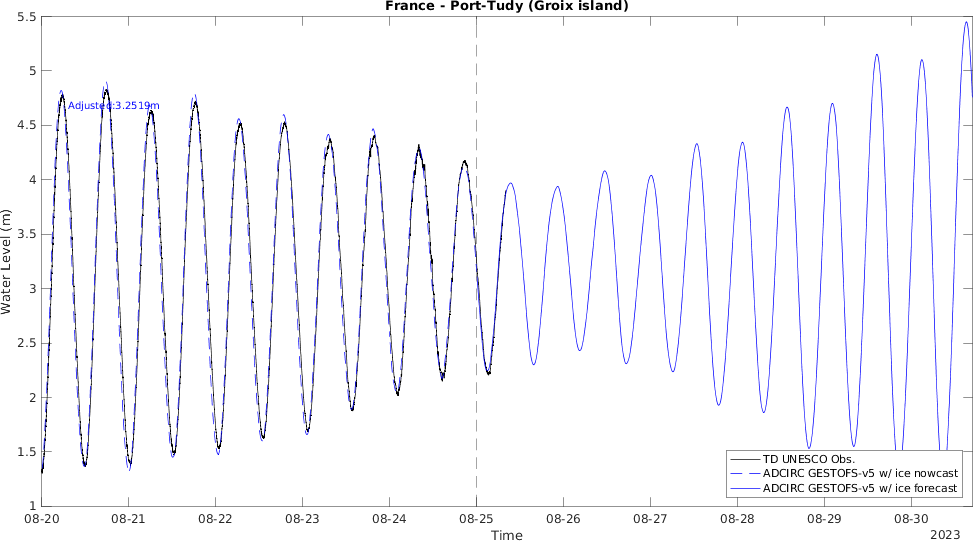 France - Port-Tudy (Groix island)
5.5
5
4.5
4
3.5
3
2.5
2
1.5
1
Water Level (m)
Adjusted:3.2519m
TD UNESCO Obs.
ADCIRC GESTOFS-v5 w/ ice nowcast
ADCIRC GESTOFS-v5 w/ ice forecast
08-20 08-21 08-22 08-23 08-24 08-25 08-26 08-27 08-28 08-29 08-30
Time
2023